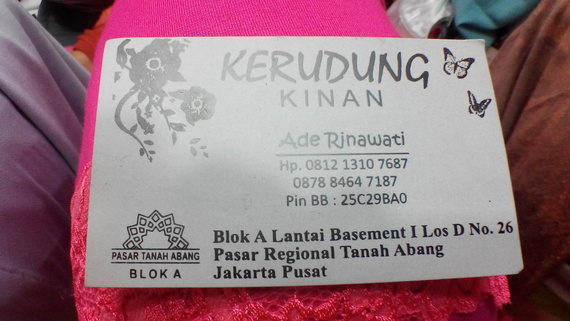 KERUDUNG
KINAN
Ade Rinawati
Hp. 0812 1310 7687
0878 8464 7187
Pin BB : 25C29BA0
PASAR TANAH ABANG
BLOK A
Blok A Lantai Basement I Los D No. 26
Pasar Regional Tanah Abang
Jakarta Pusat